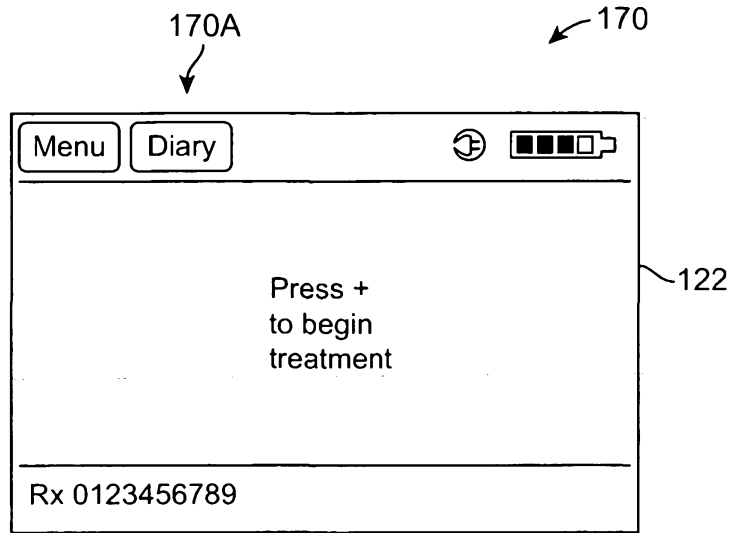 170A
170
Menu Diary
Press +
to begin
treatment
122
Rx 0123456789